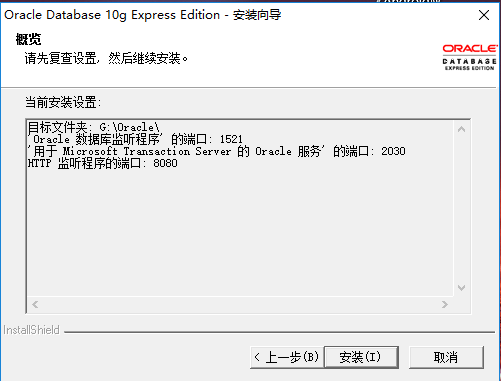 Oracle Database 10g Express Edition - 安装向导
概览
请先复查设置，然后继续安装。
ORACLE
DATABASE
EXPRESS EDITION
当前安装设置:
目标文件夹: G:\Oracle\
'Oracle 数据库监听程序' 的端口: 1521
'用于 Microsoft Transaction Server 的 Oracle 服务' 的端口: 2030
HTTP 监听程序的端口: 8080
InstallShield
< 上一步(B)
安装(I)
取消